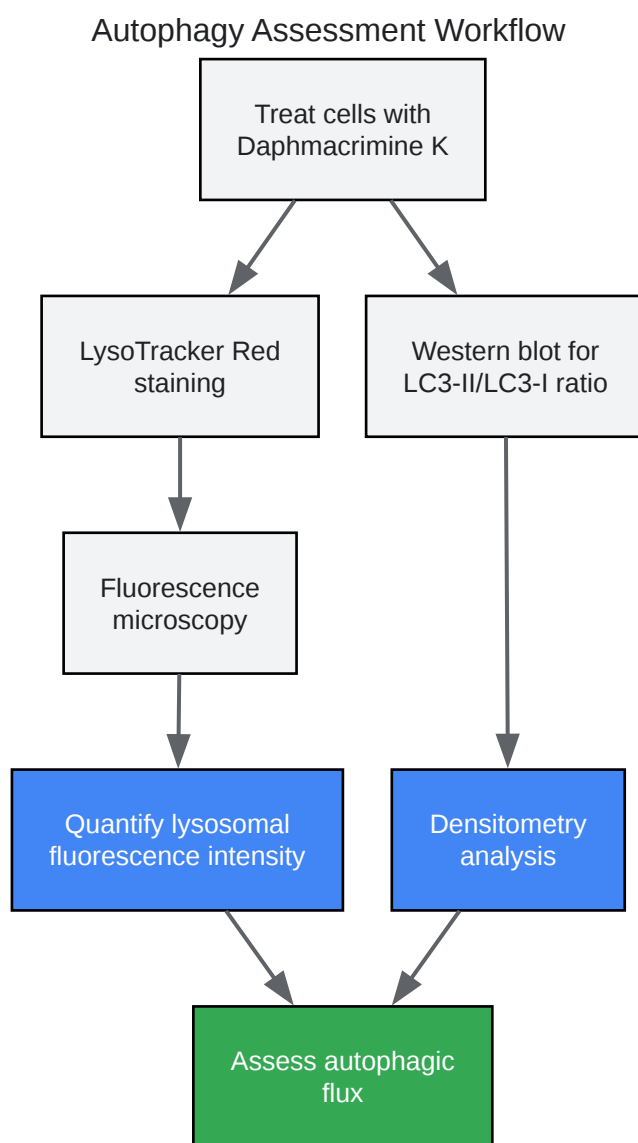 Autophagy Assessment Workflow
Treat cells with
Daphmacrimine K
LysoTracker Red
staining
Western blot for
LC3-II/LC3-I ratio
Fluorescence
microscopy
Quantify lysosomal
fluorescence intensity
Densitometry
analysis
Assess autophagic
flux